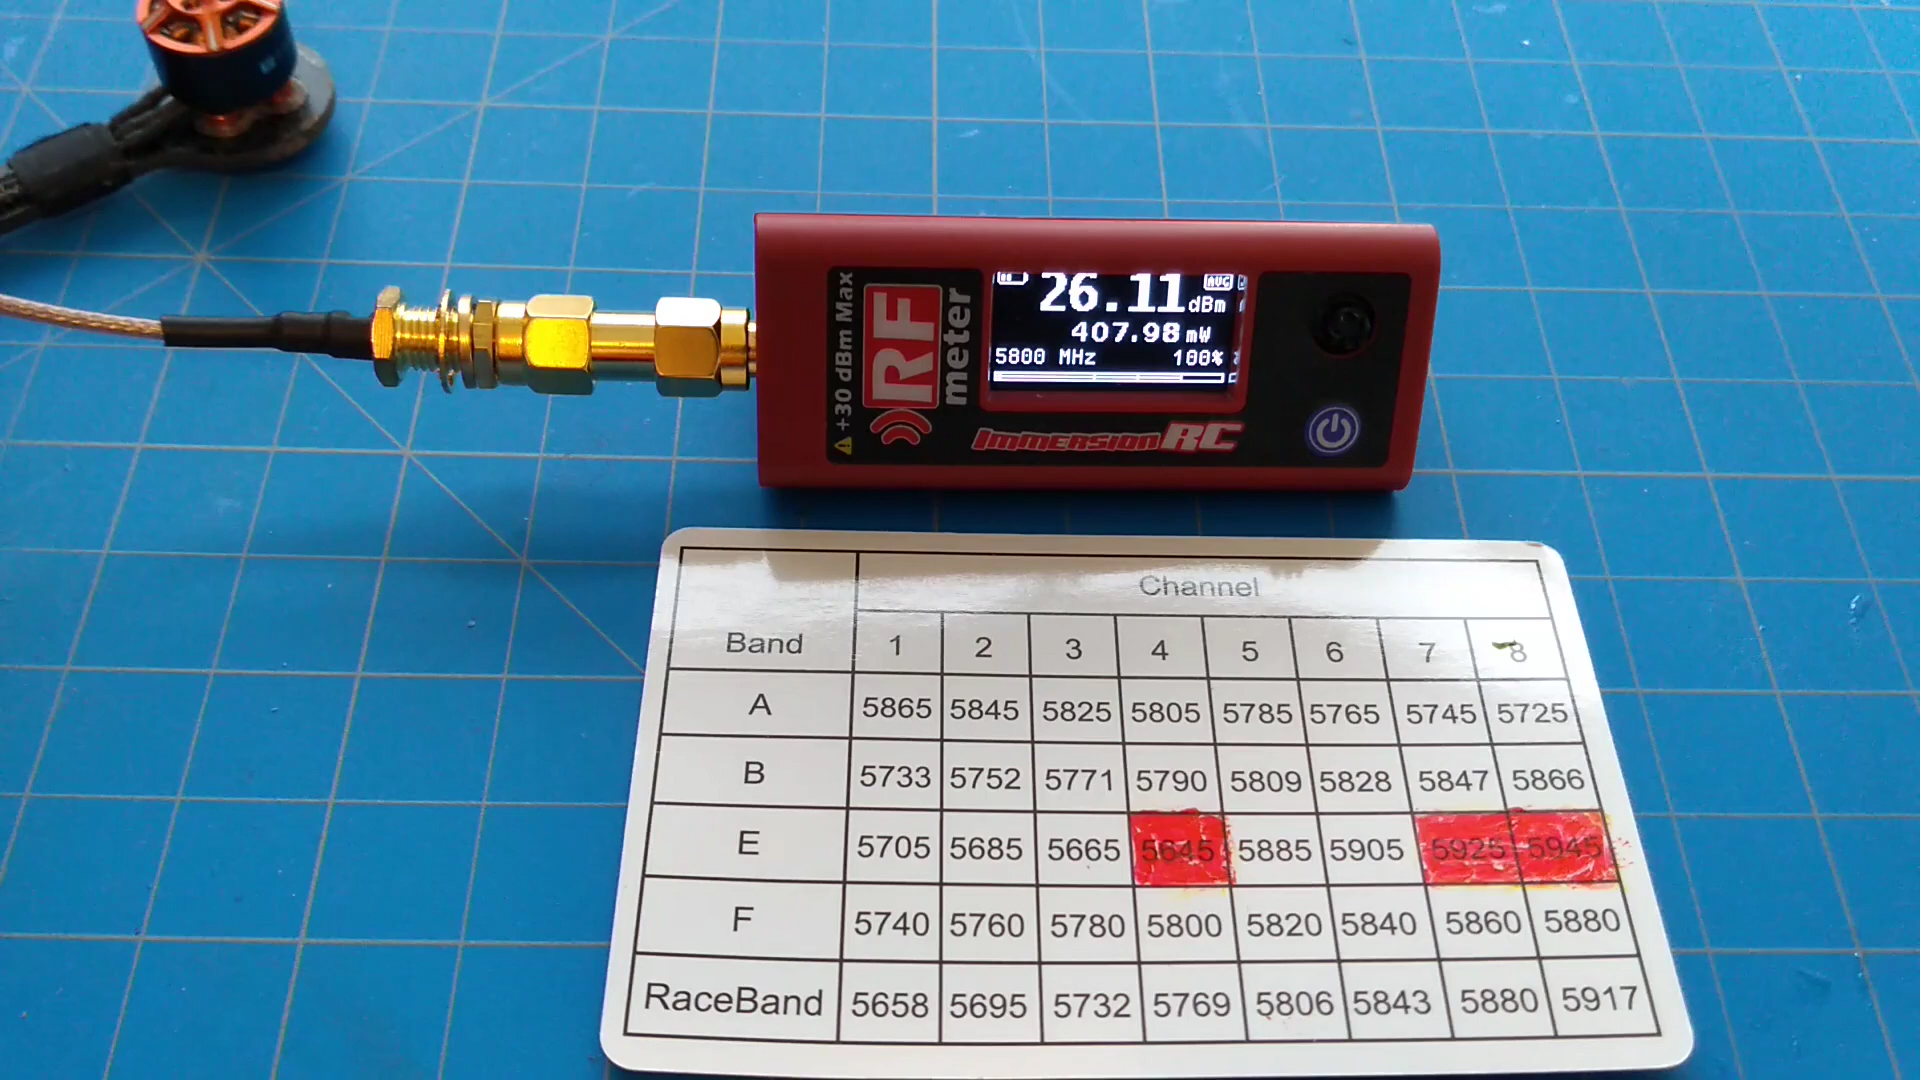 AVG
26.11 dBm
407.98 mW
5800 MHz 100%
+30 dBm Max
RF
meter
ImmersionRC
Channel
Band 1 2 3 4 5 6 7 8
A 5865 5845 5825 5805 5785 5765 5745 5725
B 5733 5752 5771 5790 5809 5828 5847 5866
E 5705 5685 5665 5645 5885 5905 5925 5945
F 5740 5760 5780 5800 5820 5840 5860 5880
RaceBand 5658 5695 5732 5769 5806 5843 5880 5917